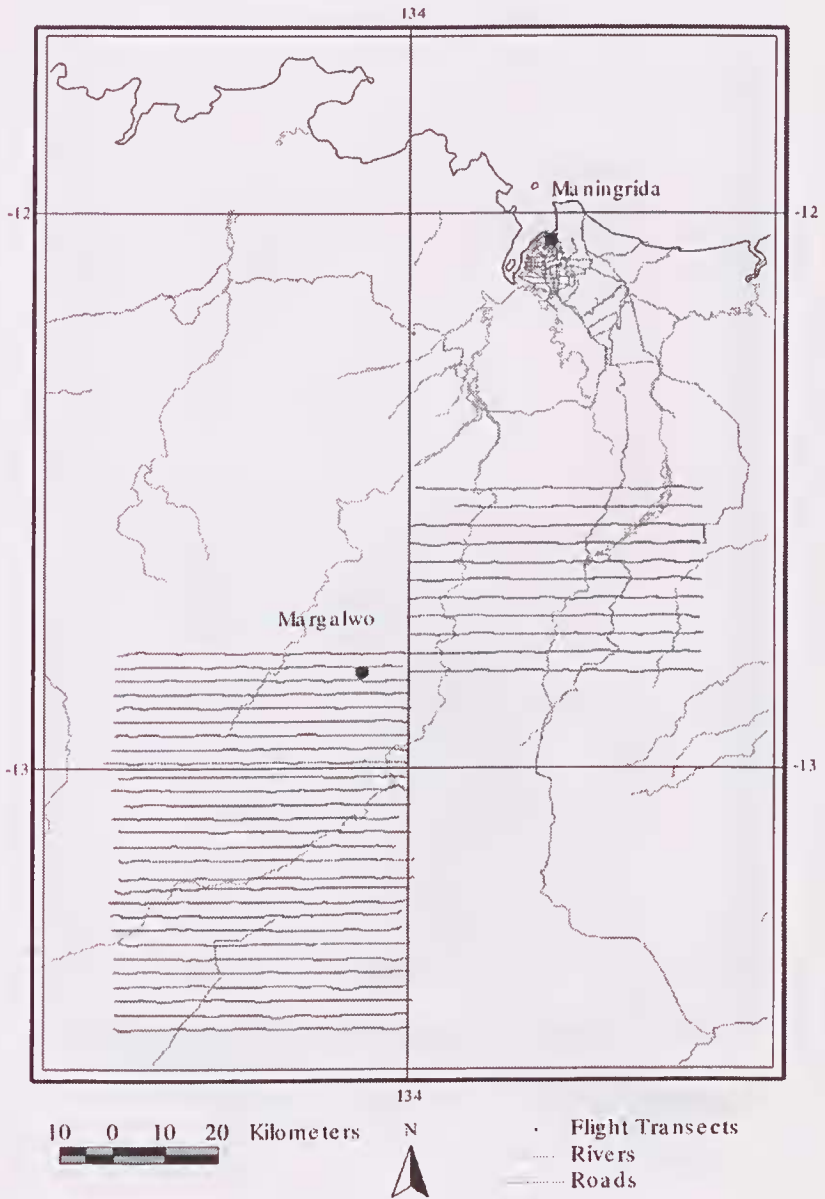 134
Maningrida
-12
-12
Margalwo
-13
-13
134
10 0 10 20 Kilometers
N
Flight Transects
Rivers
Roads